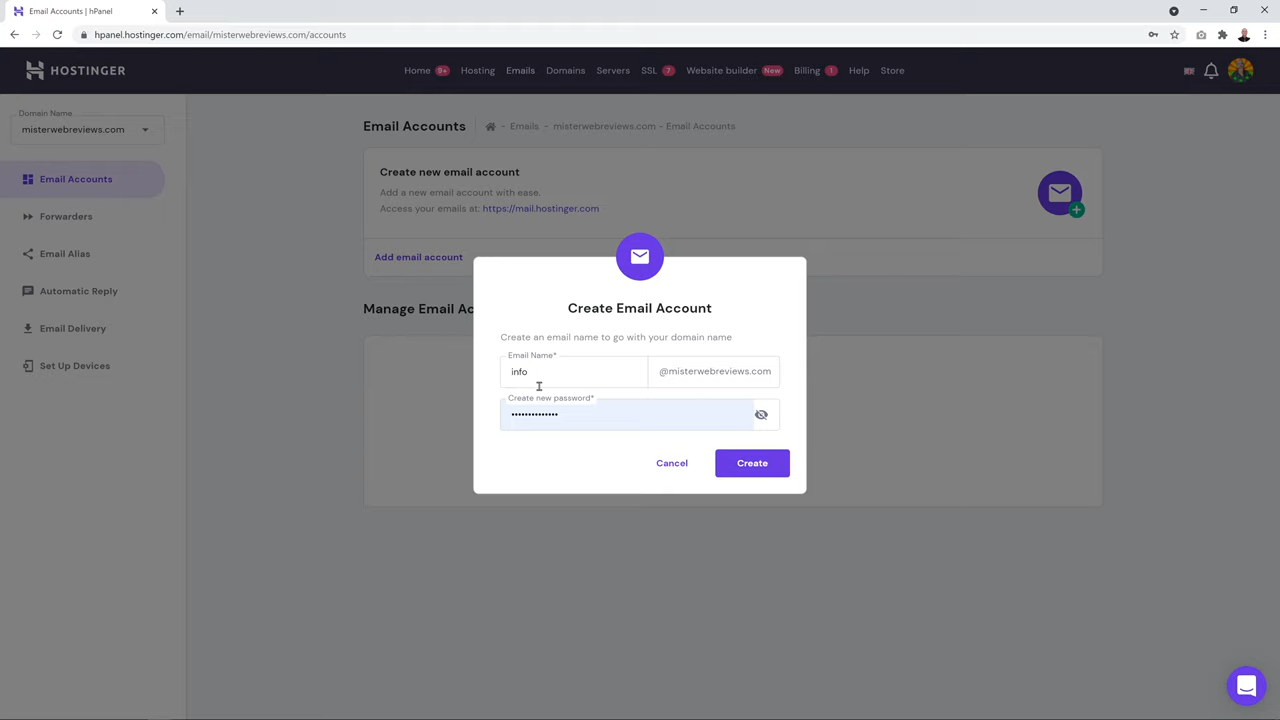 Email Accounts | hPanel
hpanel.hostinger.com/email/misterwebreviews.com/accounts
HOSTINGER
Home 9+ Hosting Emails Domains Servers SSL 7 Website builder New Billing 1 Help Store
Domain Name
misterwebreviews.com
Email Accounts
Forwarders
Email Alias
Automatic Reply
Email Delivery
Set Up Devices
Email Accounts - Emails - misterwebreviews.com - Email Accounts
Create new email account
Add a new email account with ease.
Access your emails at: https://mail.hostinger.com
Add email account
Manage Email Ac
Create Email Account
Create an email name to go with your domain name
Email Name*
info @misterwebreviews.com
Create new password*
••••••••••••••
Cancel Create